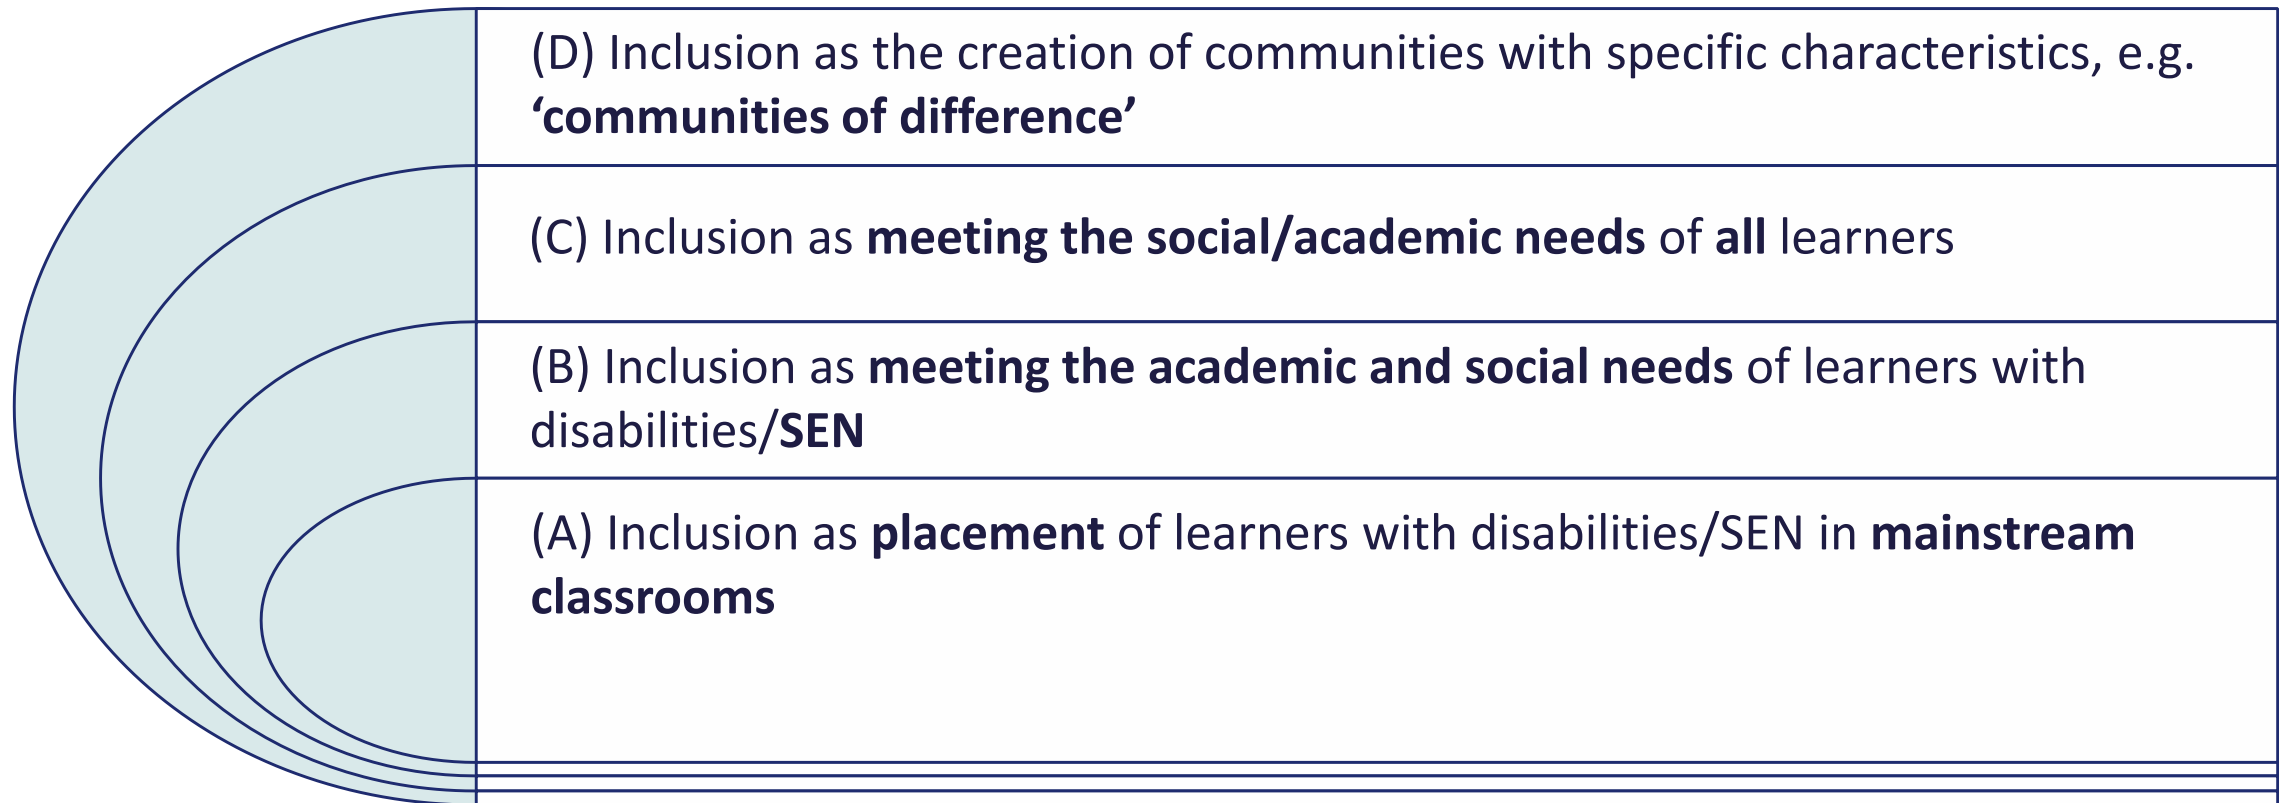 (D) Inclusion as the creation of communities with specific characteristics, e.g.
‘communities of difference’
(C) Inclusion as meeting the social/academic needs of all learners
(B) Inclusion as meeting the academic and social needs of learners with
disabilities/SEN
(A) Inclusion as placement of learners with disabilities/SEN in mainstream
classrooms